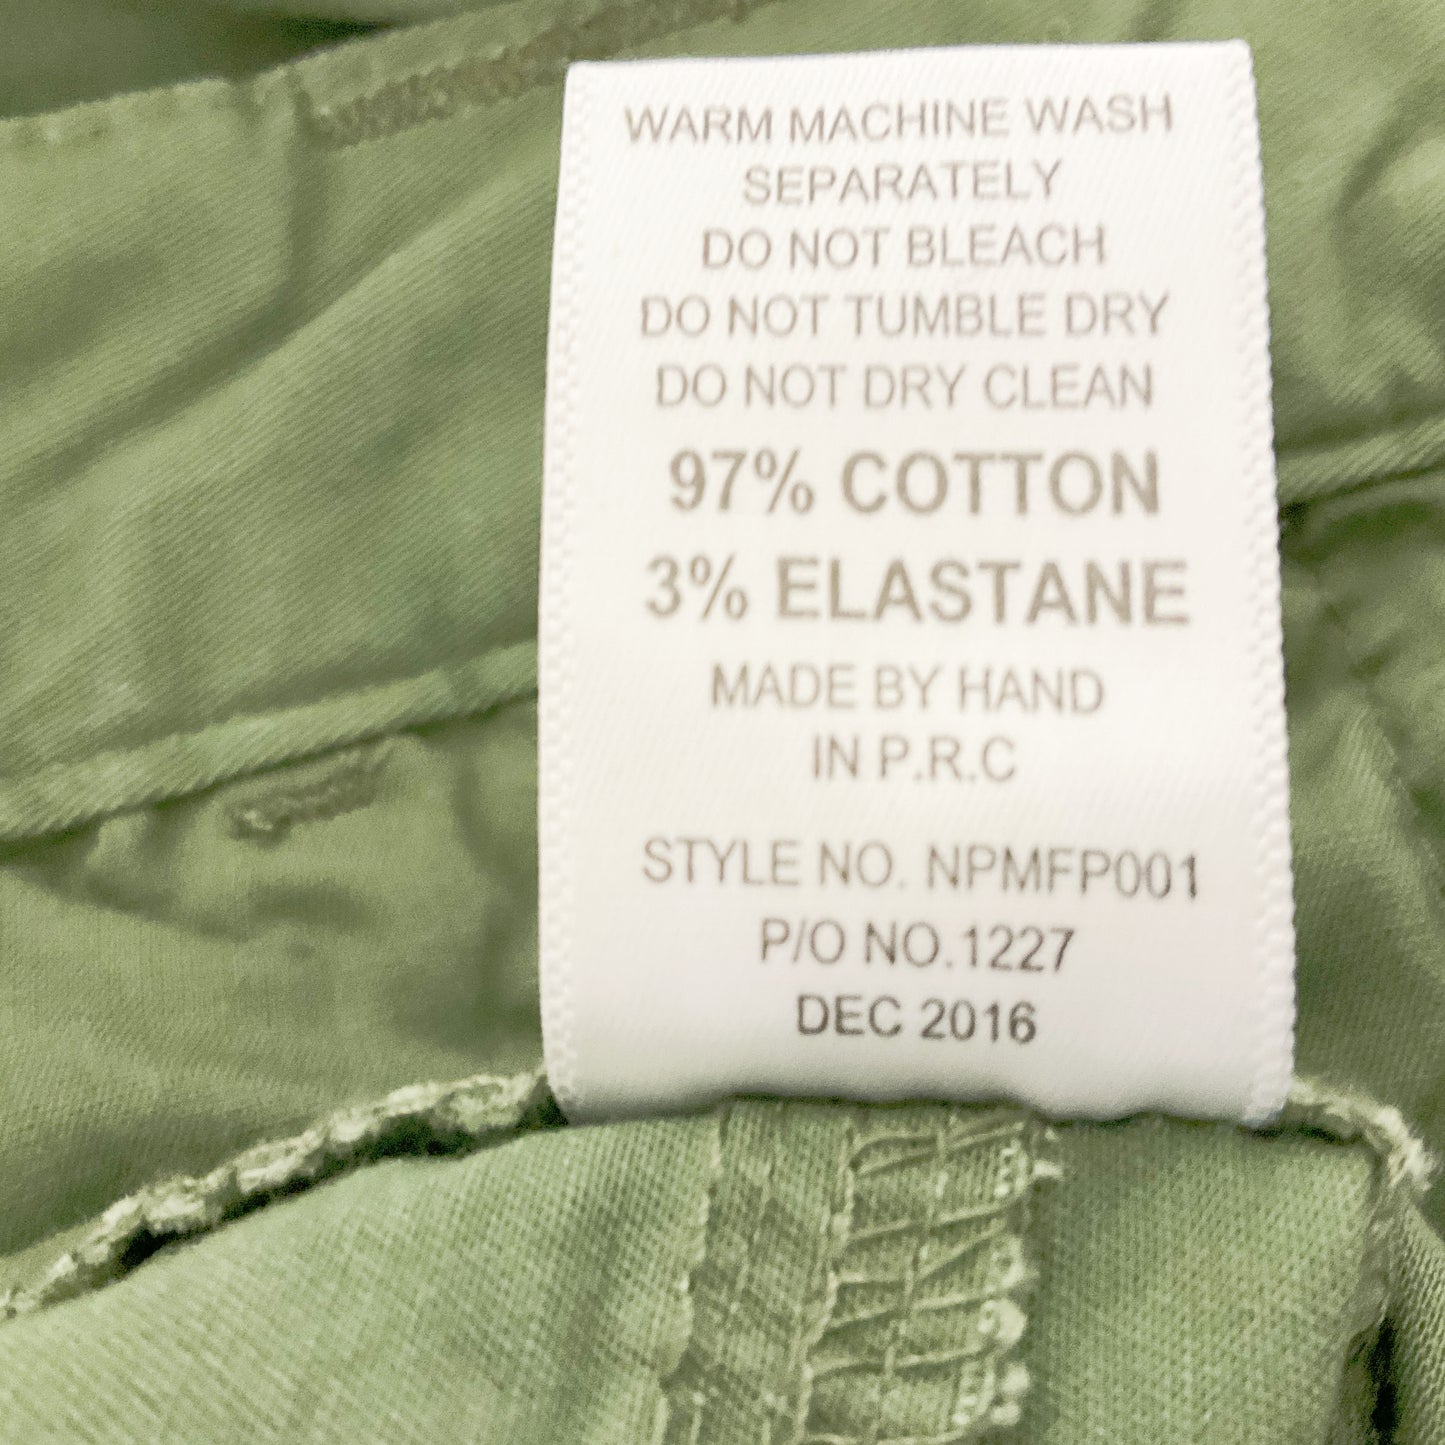 WARM MACHINE WASH
SEPARATELY
DO NOT BLEACH
DO NOT TUMBLE DRY
DO NOT DRY CLEAN
97% COTTON
3% ELASTANE
MADE BY HAND
IN P.R.C
STYLE NO. NPMFP001
P/O NO.1227
DEC 2016